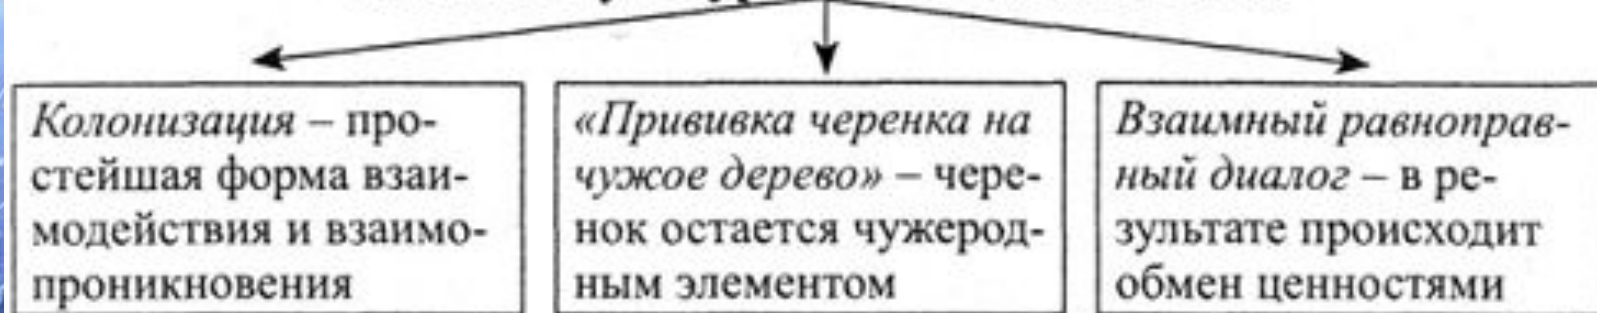 Колонизация – про-
стейшая форма взаи-
модействия и взаимо-
проникновения
«Прививка черенка на
чужое дерево» – чере-
нок остается чужерод-
ным элементом
Взаимный равноправ-
ный диалог – в ре-
зультате происходит
обмен ценностями